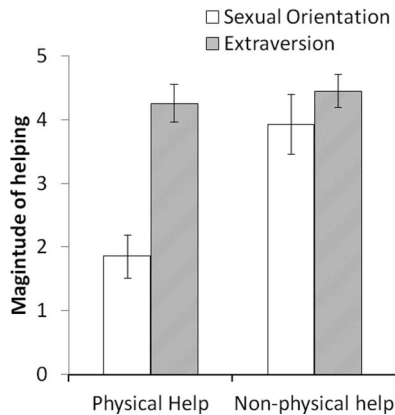 Sexual Orientation
Extraversion
5
4
3
2
1
0
Magintude of helping
Physical Help
Non-physical help